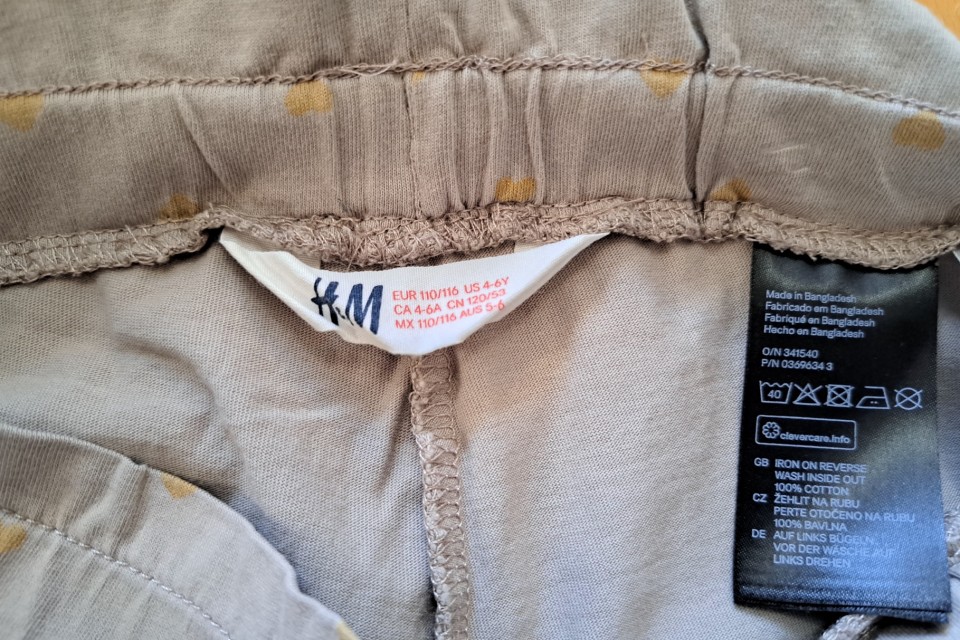 H&M
EUR 110/116 US 4-6Y
CA 4-6A CN 120/53
MX 110/116 AUS 5-6
Made in Bangladesh
Fabricado em Bangladesh
Fabriqué en Bangladesh
Hecho en Bangladesh
O/N 341540
P/N 0369634 3
40
clevercare.info
GB IRON ON REVERSE
WASH INSIDE OUT
100% COTTON
CZ ŽEHLIT NA RUBU
PERTE OTOČENO NA RUBU
100% BAVLNA
DE AUF LINKS BÜGELN,
VOR DER WÄSCHE AUF
LINKS DREHEN